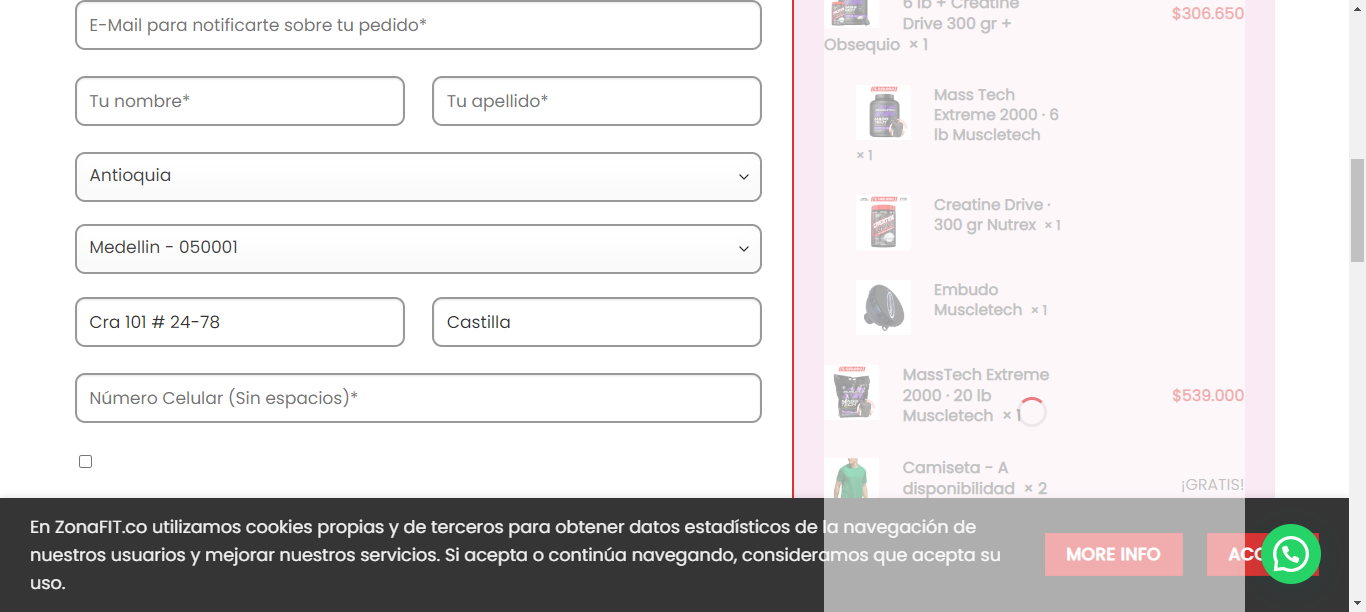 E-Mail para notificarte sobre tu pedido*
Tu nombre*
Tu apellido*
Antioquia
Medellin - 050001
Cra 101 # 24-78
Castilla
Número Celular (Sin espacios)*
6 lb + Creatine
Drive 300 gr +
Obsequio × 1
$306.650
Mass Tech
Extreme 2000 · 6
lb Muscletech
× 1
Creatine Drive ·
300 gr Nutrex × 1
Embudo
Muscletech × 1
MassTech Extreme
2000 · 20 lb
Muscletech × 1
$539.000
Camiseta - A
disponibilidad × 2
¡GRATIS!
En ZonaFIT.co utilizamos cookies propias y de terceros para obtener datos estadísticos de la navegación de
nuestros usuarios y mejorar nuestros servicios. Si acepta o continúa navegando, consideramos que acepta su
uso.
MORE INFO